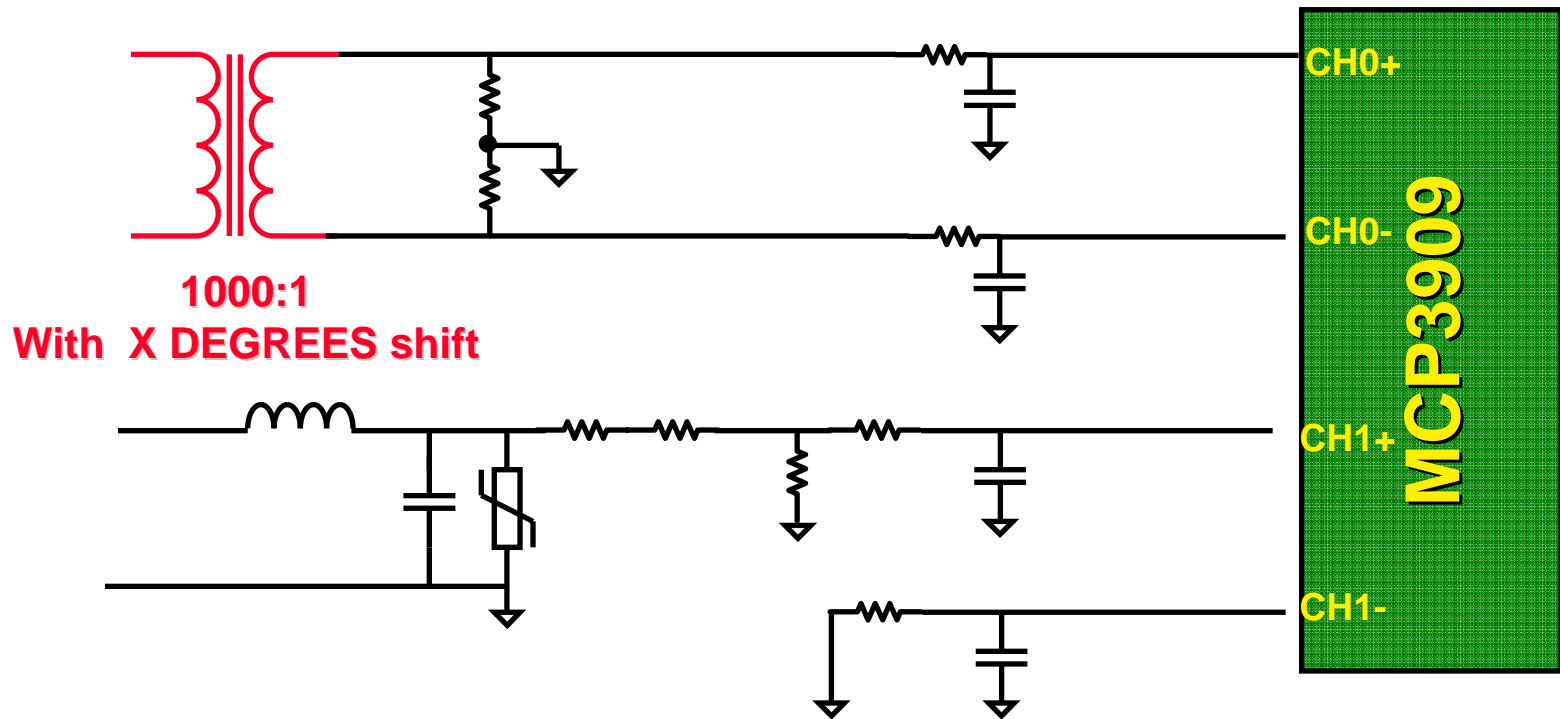 CH0+
CH0-
1000:1
With X DEGREES shift
CH1+
CH1-
MCP3909